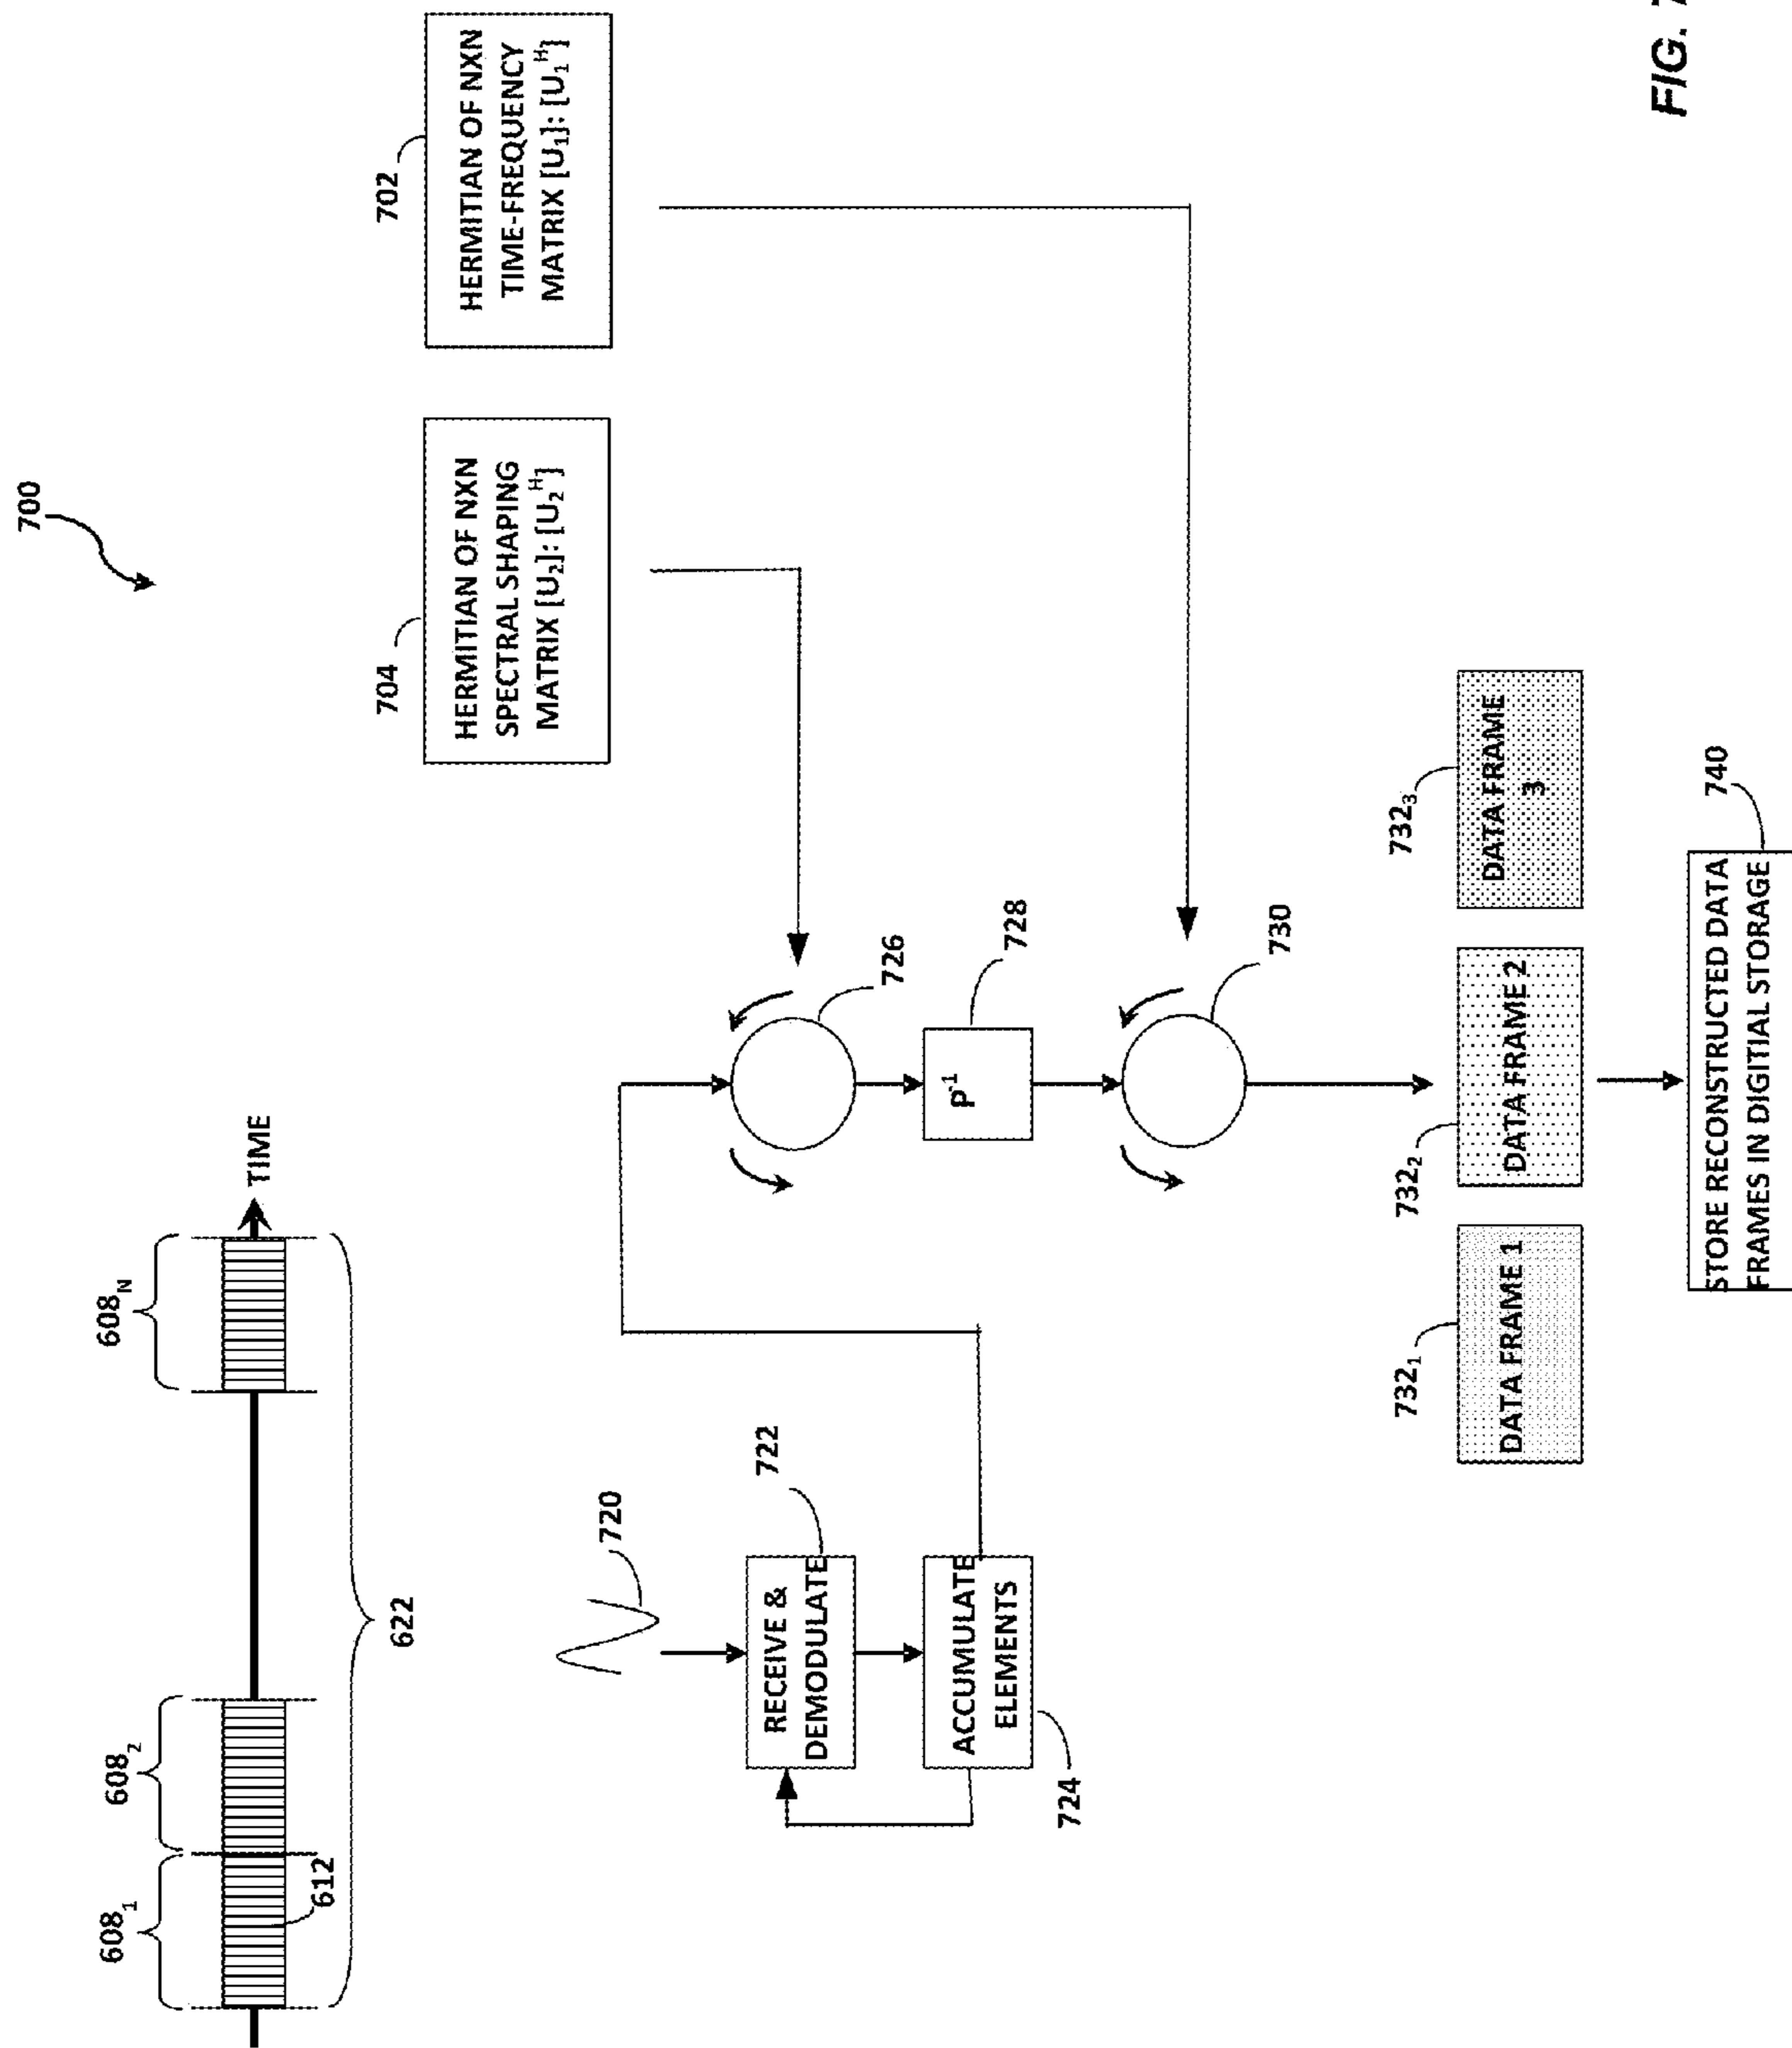 700
608₁
608₂
608ₙ
TIME
612
622
704
HERMITIAN OF NXN
SPECTRAL SHAPING
MATRIX [U₂]: [U₂ᴴ]
702
HERMITIAN OF NXN
TIME-FREQUENCY
MATRIX [U₁]: [U₁ᴴ]
720
722
RECEIVE &
DEMODULATE
ACCUMULATE
ELEMENTS
724
726
P⁻¹
728
730
732₁
DATA FRAME 1
732₂
DATA FRAME 2
732₃
DATA FRAME
3
740
STORE RECONSTRUCTED DATA
FRAMES IN DIGITIAL STORAGE
FIG. 7